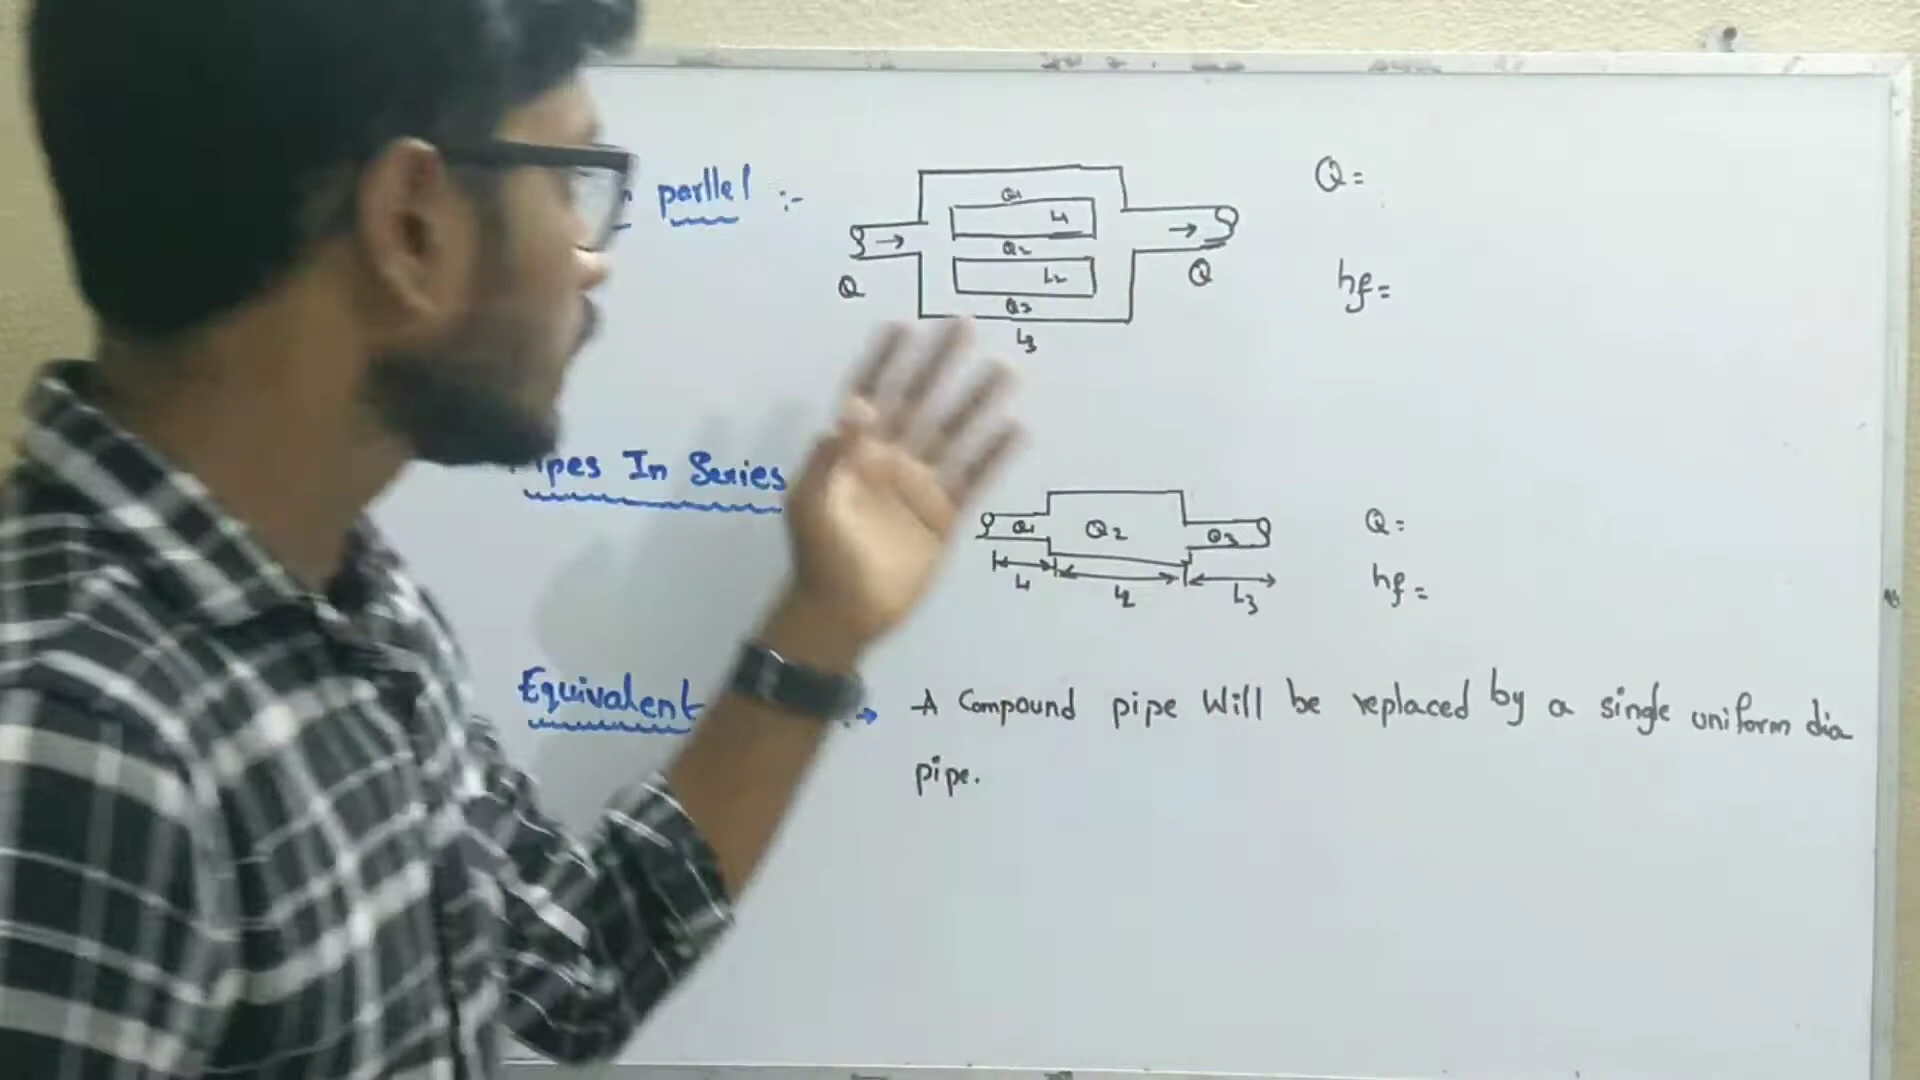 parllel :-
Q1
L1
Q2
L2
Q3
L3
Q
Q
Q=
hf=
Pipes In Series
Q1 Q2 Q3
L1 L2 L3
Q=
hf=
Equivalent :→ A Compound pipe Will be replaced by a single uniform dia
pipe.